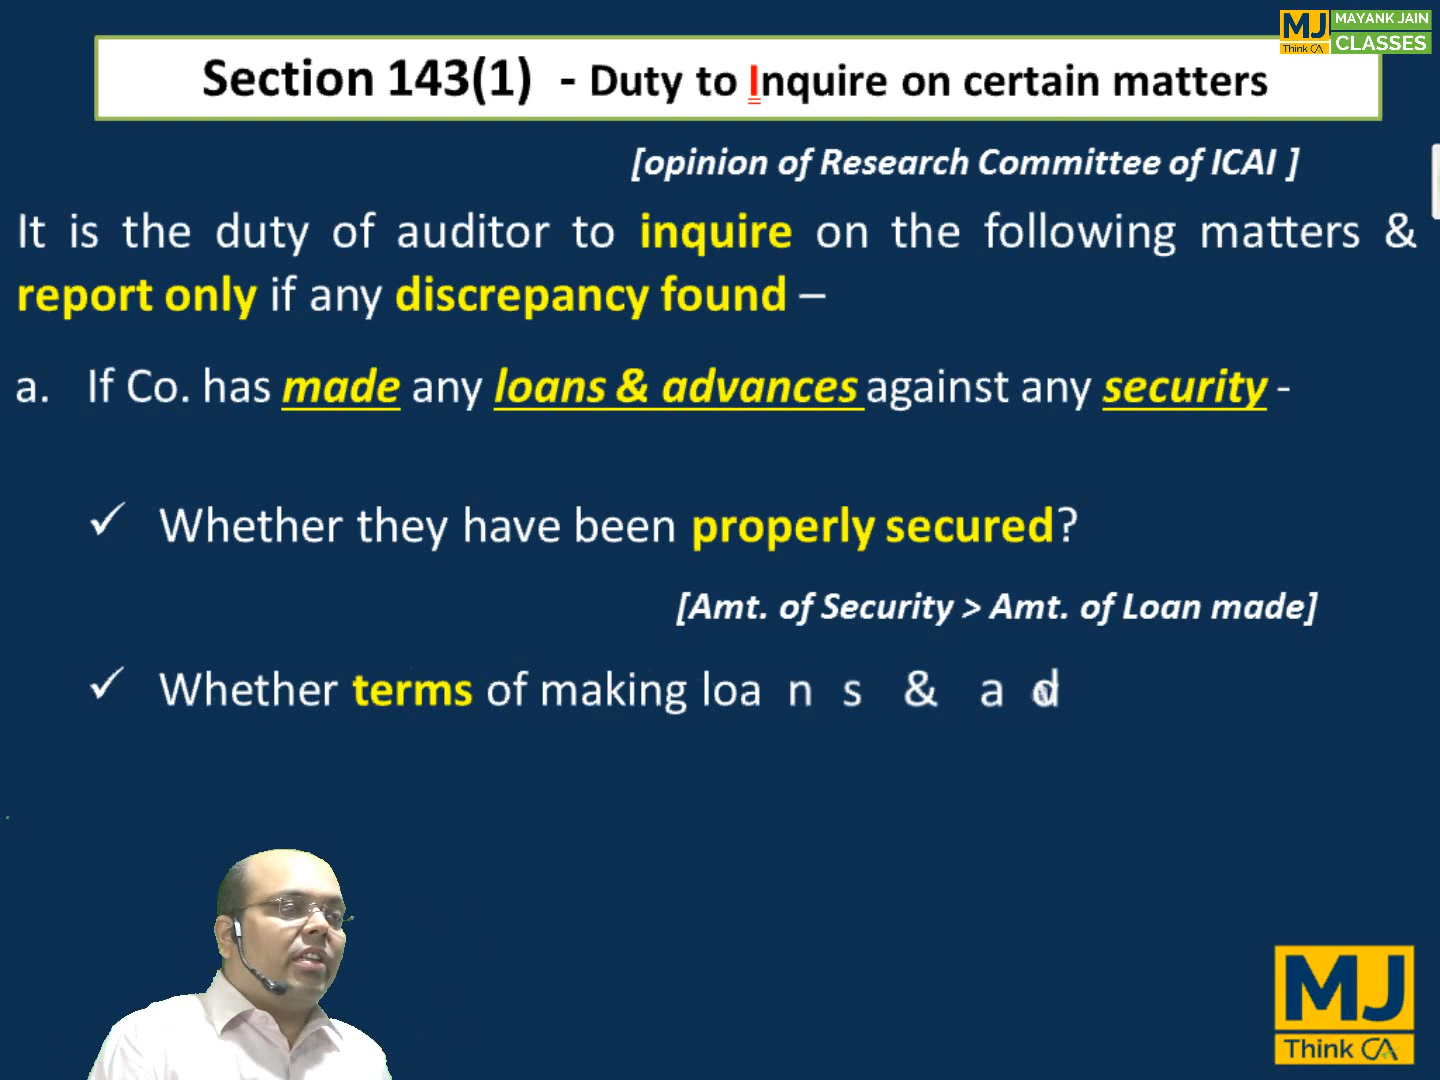 MJ MAYANK JAIN
Think CA CLASSES
Section 143(1) - Duty to Inquire on certain matters
[opinion of Research Committee of ICAI ]
It is the duty of auditor to inquire on the following matters &
report only if any discrepancy found –
a. If Co. has made any loans & advances against any security -
✓ Whether they have been properly secured?
[Amt. of Security > Amt. of Loan made]
✓ Whether terms of making loa n s & a d
MJ
Think CA